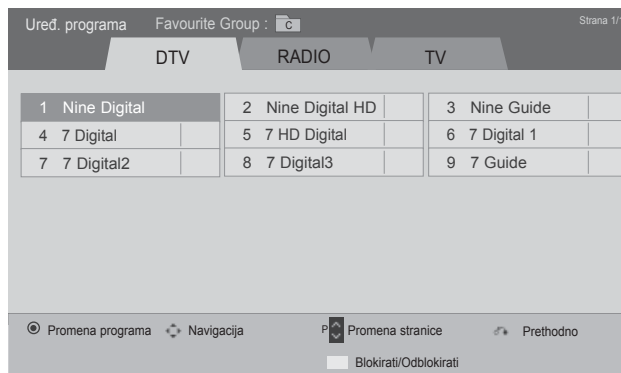 Uređ. programa Favourite Group : C Strana 1/
DTV RADIO TV
1 Nine Digital 2 Nine Digital HD 3 Nine Guide
4 7 Digital 5 7 HD Digital 6 7 Digital 1
7 7 Digital2 8 7 Digital3 9 7 Guide
Promena programa Navigacija P Promena stranice Prethodno
Blokirati/Odblokirati